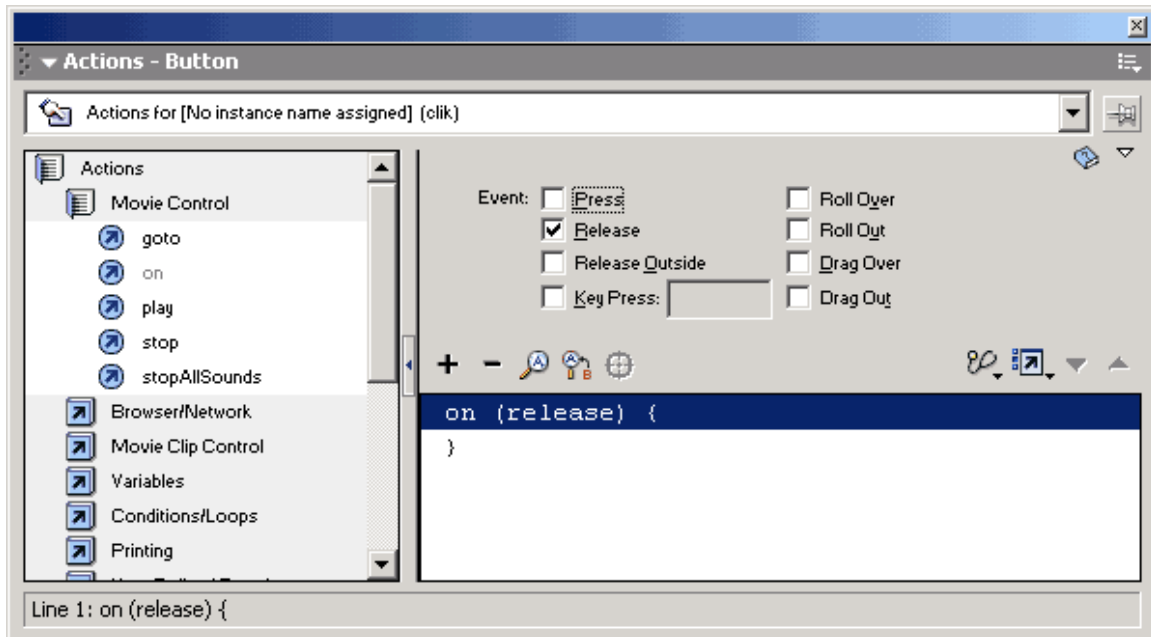 Actions - Button
Actions for [No instance name assigned] (clik)
Actions
Movie Control
goto
on
play
stop
stopAllSounds
Browser/Network
Movie Clip Control
Variables
Conditions/Loops
Printing
Event:
Press
Release
Release Outside
Key Press:
Roll Over
Roll Out
Drag Over
Drag Out
on (release) {
}
Line 1: on (release) {